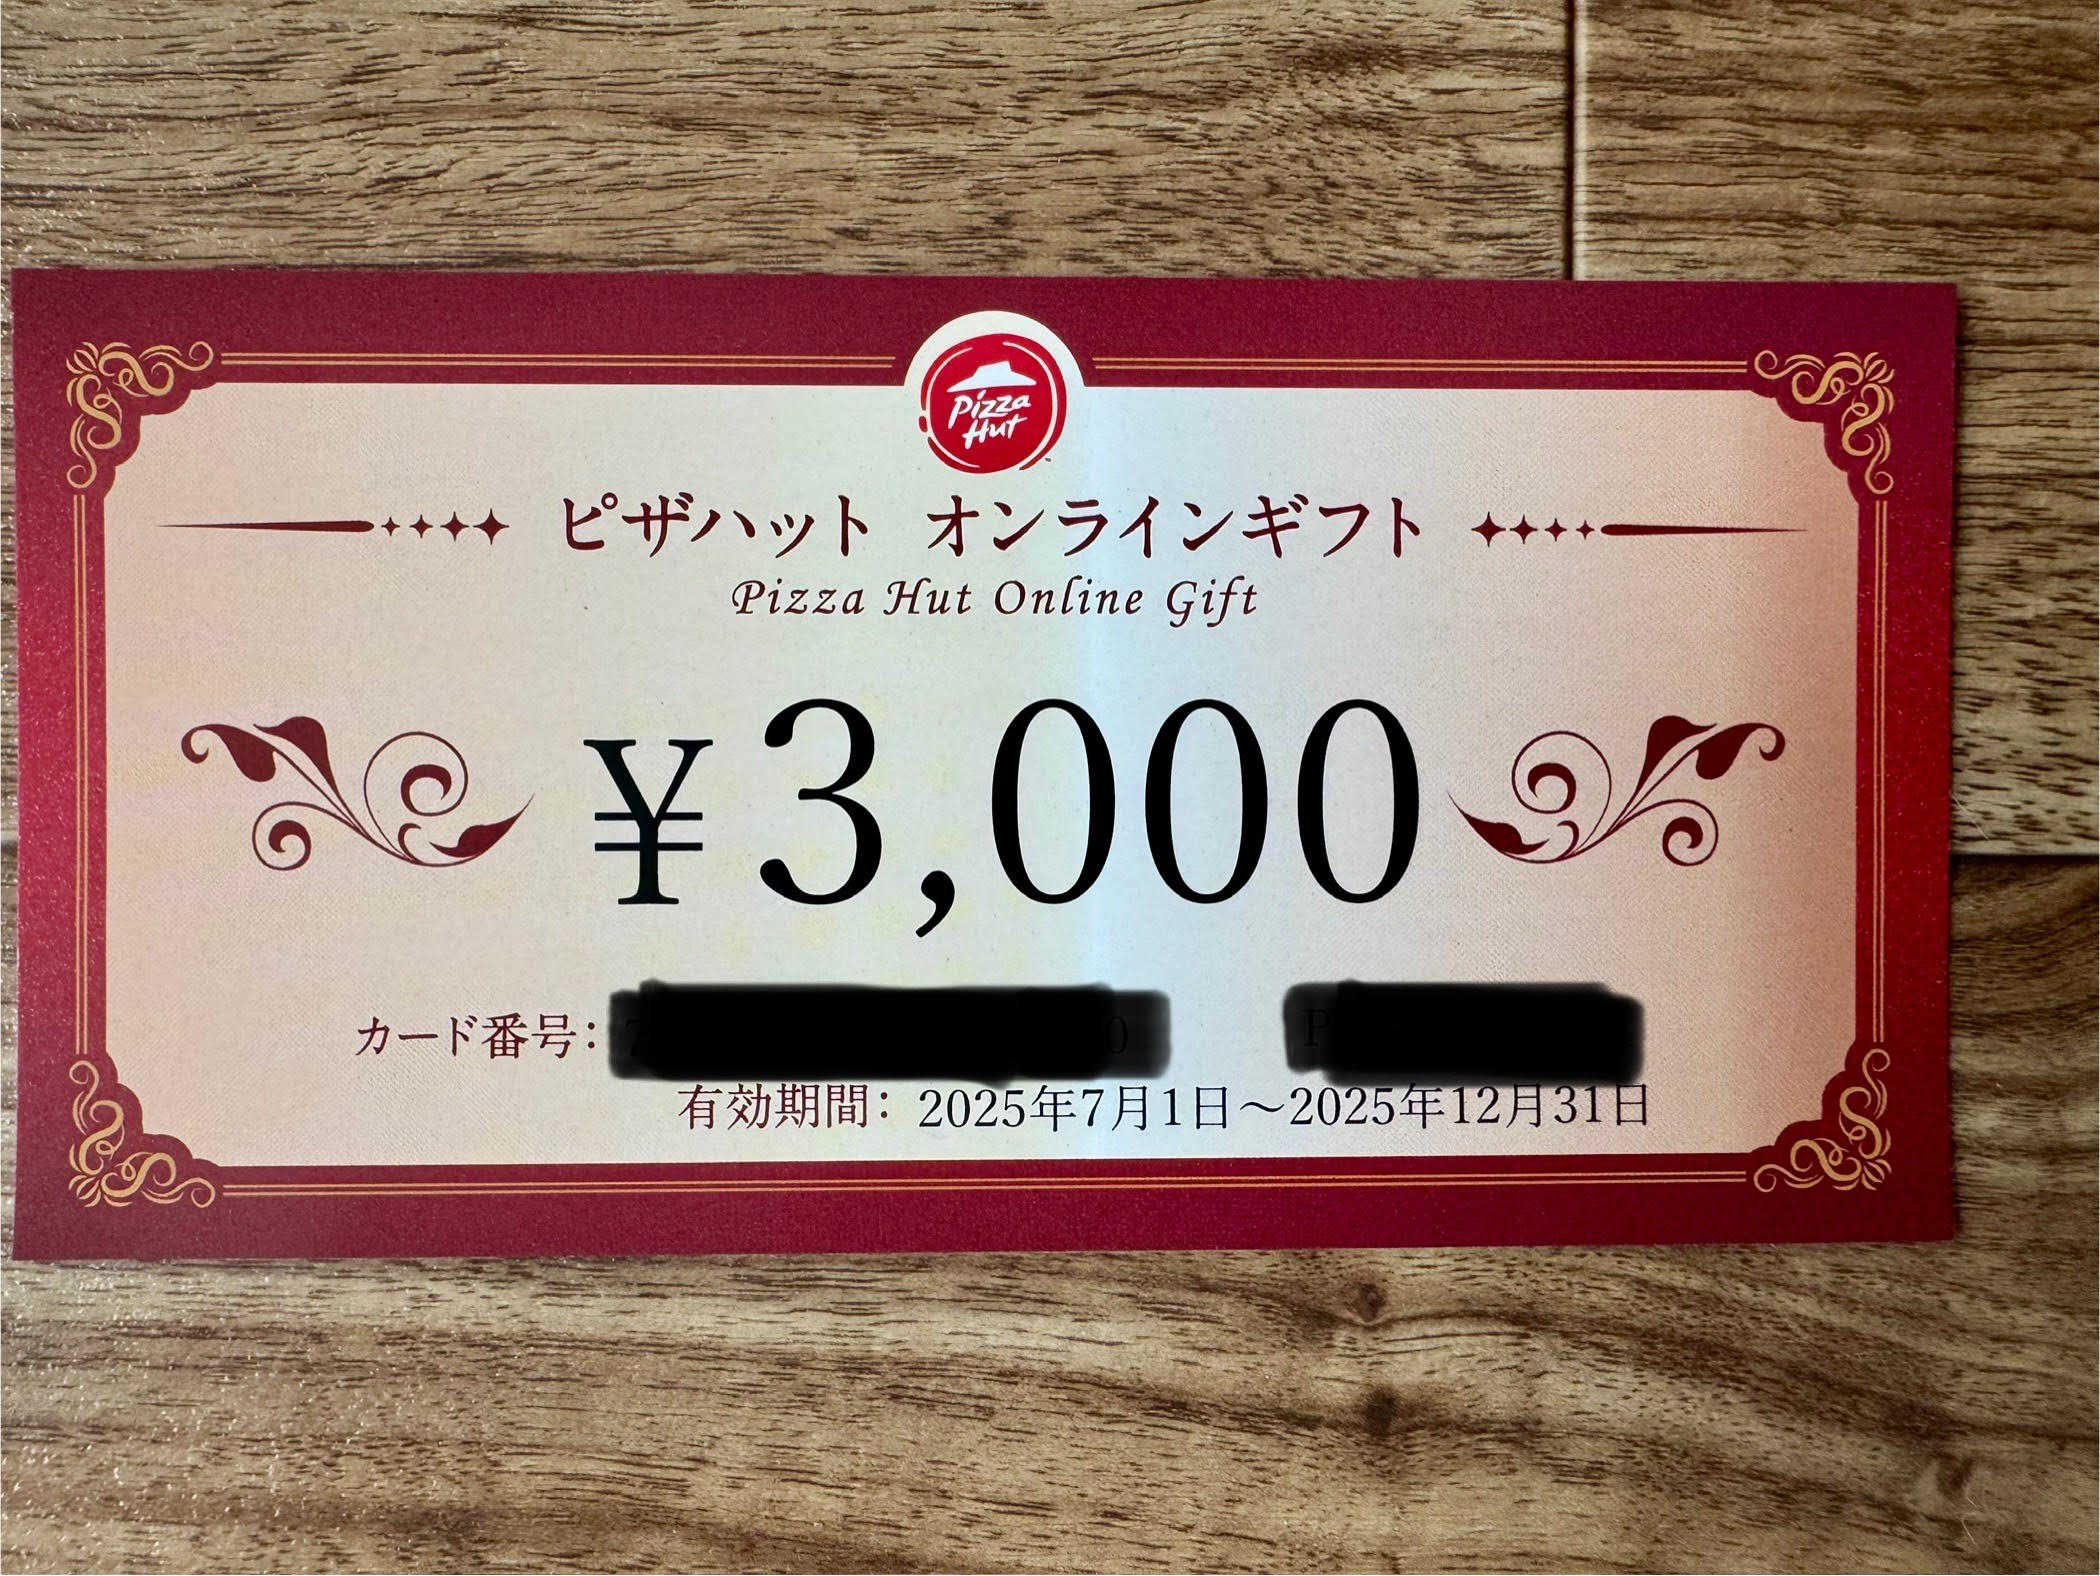 Pizza
Hut
ピザハット オンラインギフト
Pizza Hut Online Gift
¥3,000
カード番号:
有効期間: 2025年7月1日~2025年12月31日